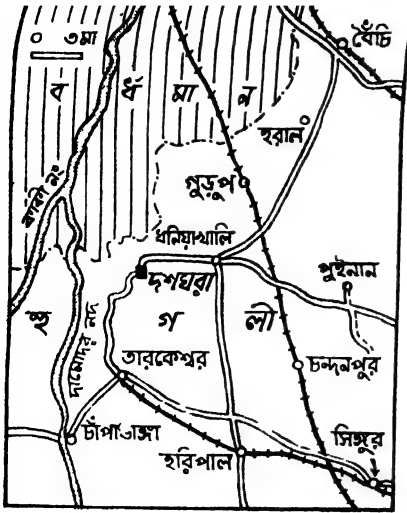 ০ ৩মা
বৈঁচি
ব র্ধ মা ন
হরাল
গুড়ুপ
ধনিয়াখালি
দশঘরা
পুইনান
হু গ লী
দামোদর নদ
তারকেশ্বর
চন্দনপুর
চাঁপাডাঙ্গা
হরিপাল
সিঙ্গুর